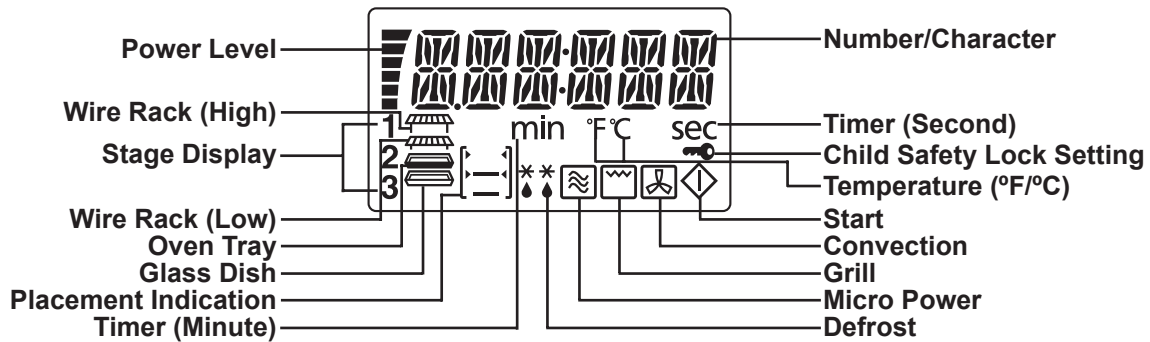 Power Level
Wire Rack (High)
Stage Display
Wire Rack (Low)
Oven Tray
Glass Dish
Placement Indication
Timer (Minute)
1
2
3
min °F°C sec
Number/Character
Timer (Second)
Child Safety Lock Setting
Temperature (ºF/ºC)
Start
Convection
Grill
Micro Power
Defrost